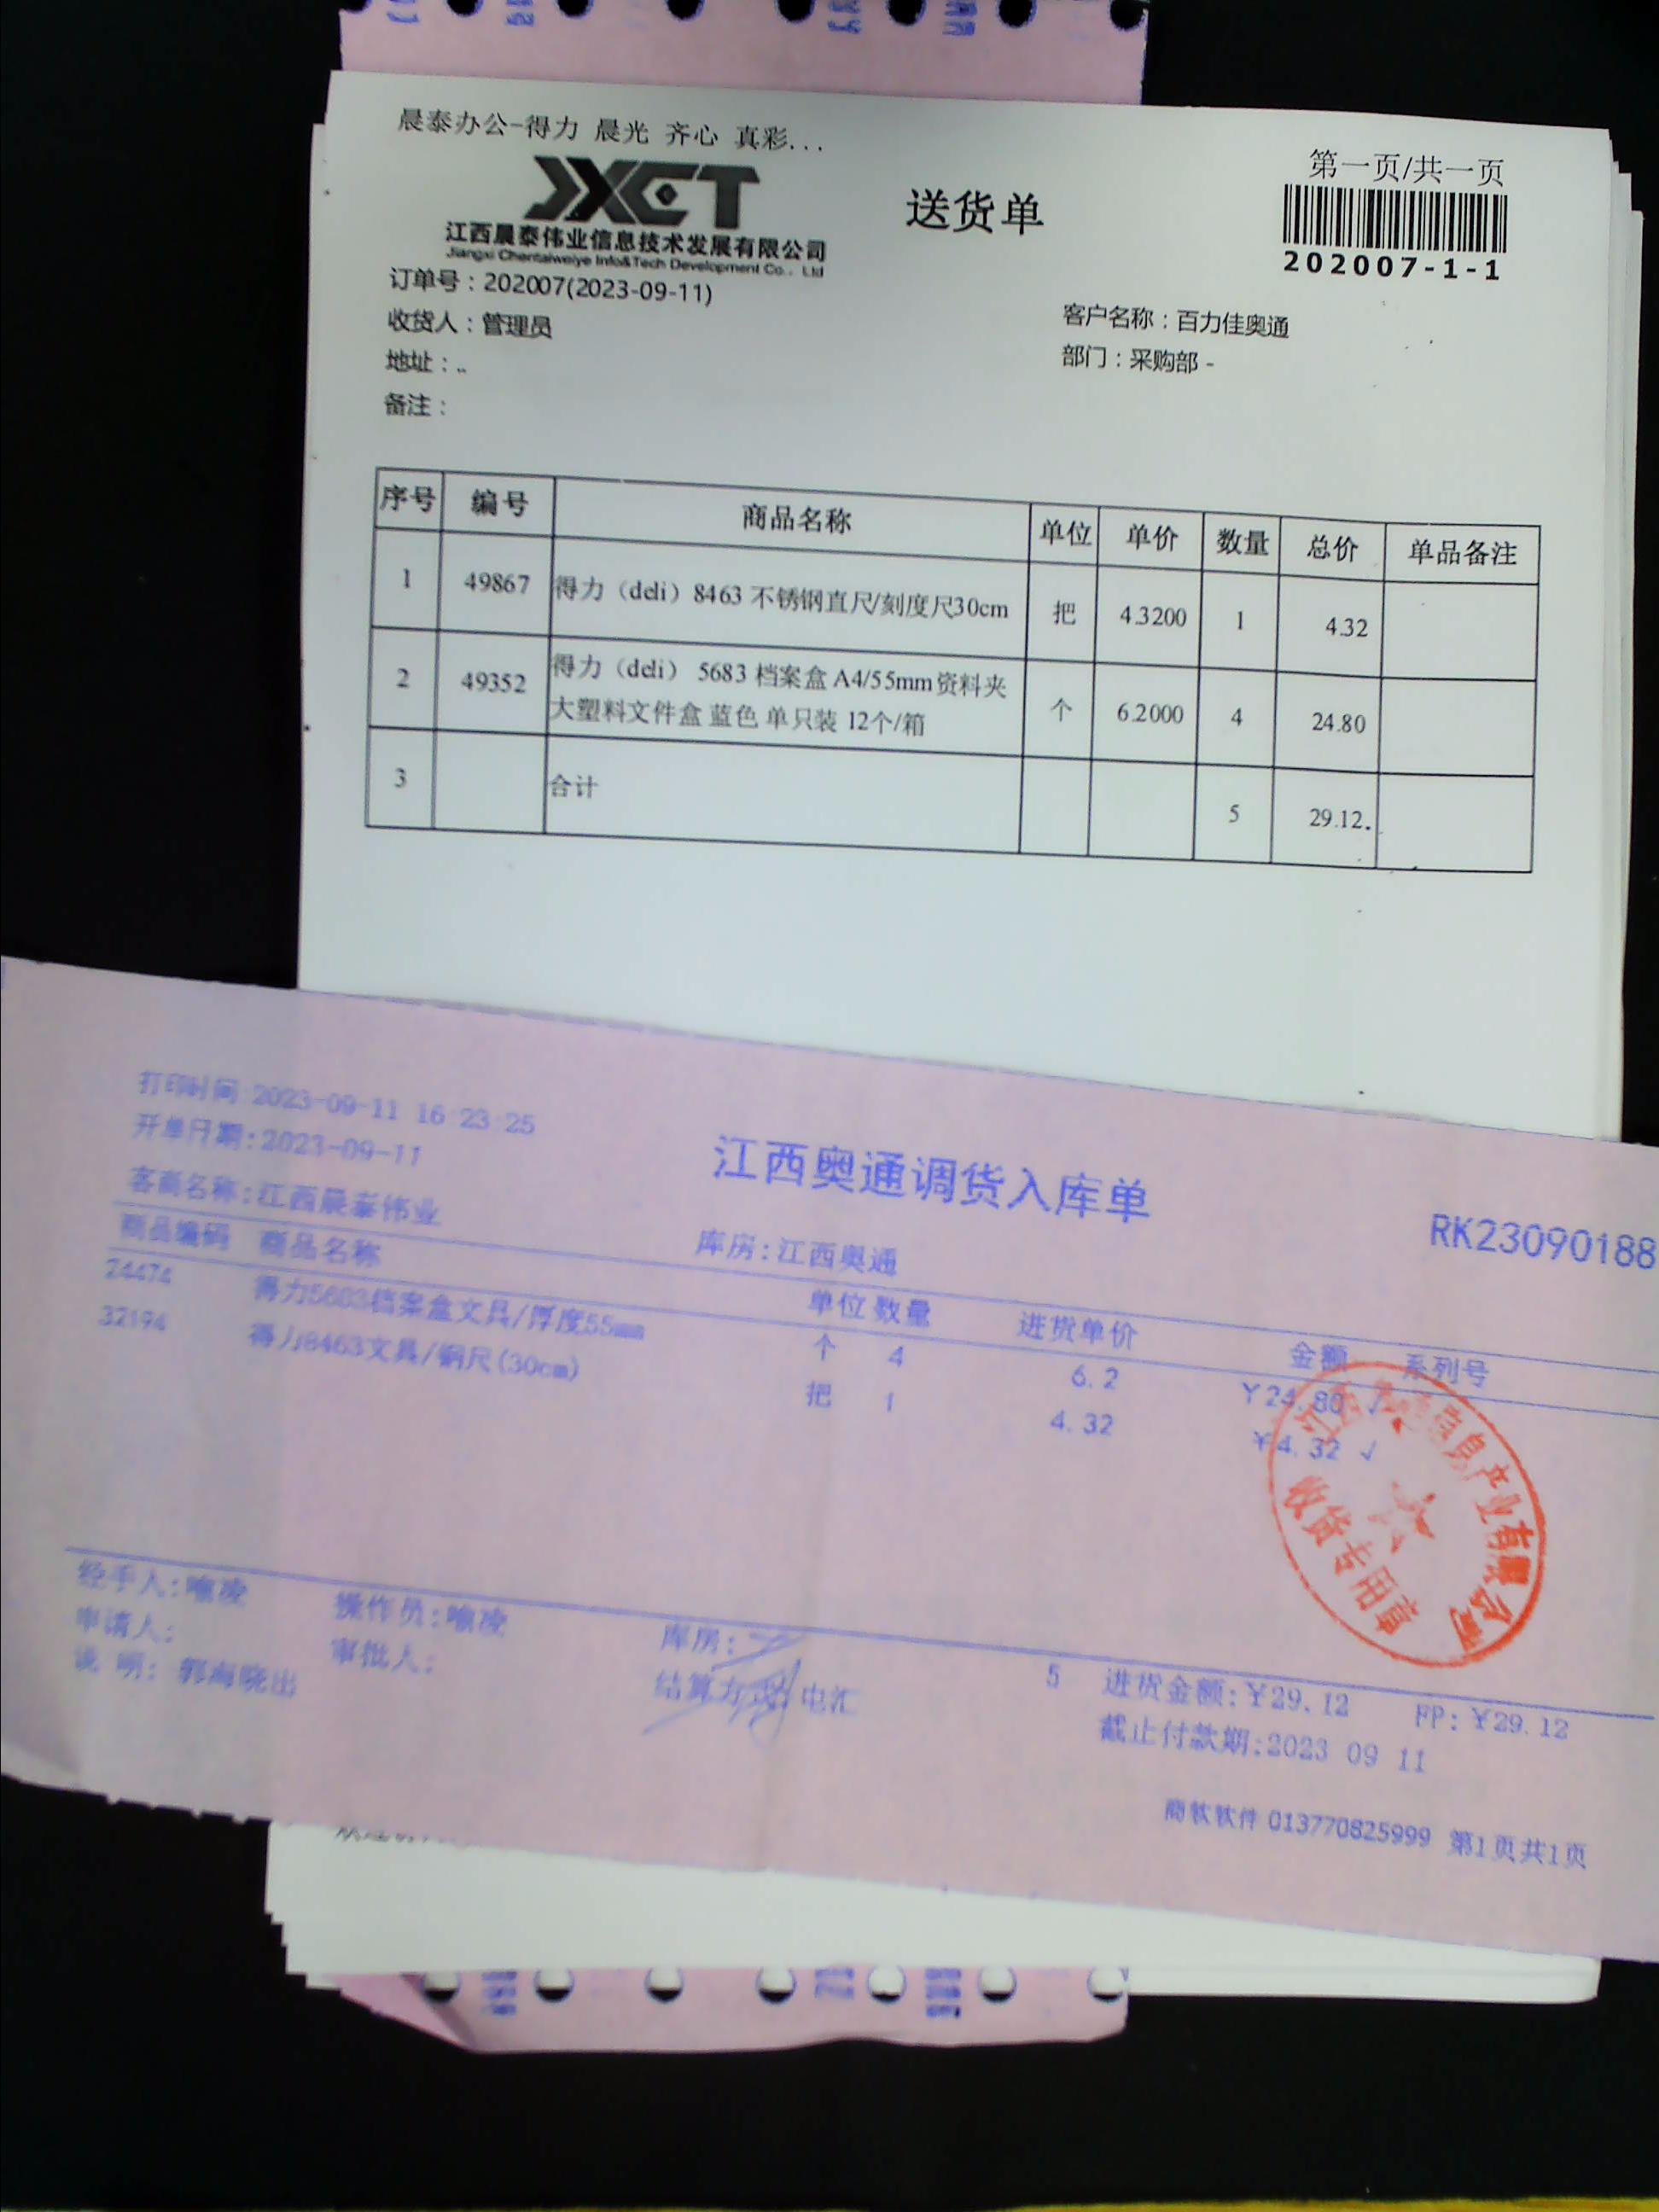 晨泰办公-得力 晨光 齐心 真彩...
JXCT
江西晨泰伟业信息技术发展有限公司
Jiangxi Chentaiweiye Info&Tech Development Co., Ltd
送货单
第一页/共一页
202007-1-1
订单号：202007(2023-09-11)
收货人：管理员
客户名称：百力佳奥通
地址：..
部门：采购部 -
备注：
序号 编号 商品名称 单位 单价 数量 总价 单品备注
1 49867 得力（deli）8463 不锈钢直尺/刻度尺30cm 把 4.3200 1 4.32
2 49352 得力（deli） 5683 档案盒 A4/55mm资料夹
大塑料文件盒 蓝色 单只装 12个/箱 个 6.2000 4 24.80
3 合计 5 29.12
打印时间 2023-09-11 16:23:25
开单日期:2023-09-11
江西奥通调货入库单
客商名称:江西晨泰伟业
库房:江西奥通
RK23090188
商品编码 商品名称 单位 数量 进货单价 金额 系列号
24474 得力5683档案盒文具/厚度55mm 个 4 6.2 ¥24.80 √
32194 得力8463文具/钢尺(30cm) 把 1 4.32 ¥4.32 √
信息产业有限公司
收货专用章
经手人:喻凌 操作员:喻凌 库房:
5 进货金额:¥29.12 FP:¥29.12
申请人: 审批人: 结算方式: 电汇
截止付款期:2023 09 11
说 明:
商软软件 013770825999 第1页共1页